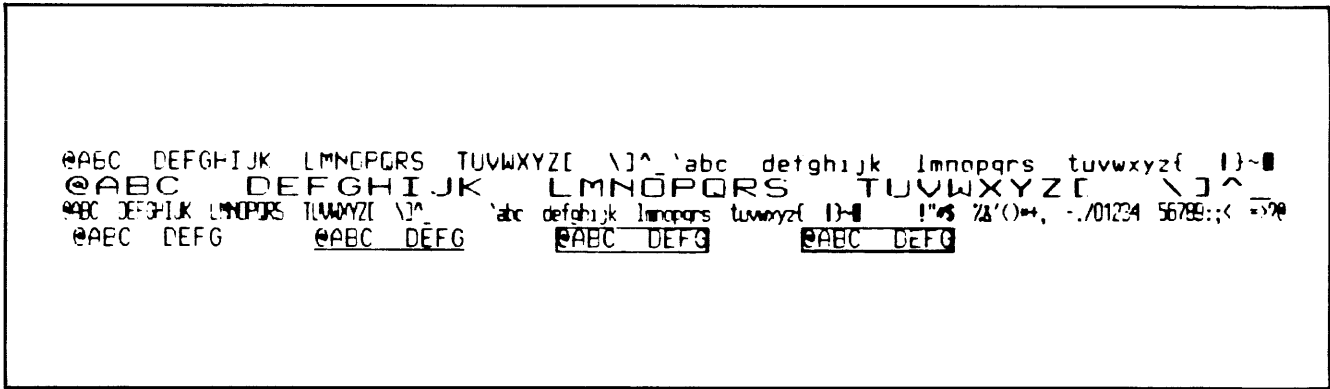 @ABC DEFGHIJK LMNOPQRS TUVWXYZ[ \]^_ `abc defghijk lmnopqrs tuvwxyz{ |}~█
@ABC DEFGHIJK LMNOPQRS TUVWXYZ[ \]^_
@ABC DEFGHIJK LMNOPQRS TUVWXYZ[ \]^_ `abc defghijk lmnopqrs tuvwxyz{ |}~█ !"#$ %&'()*+, -./01234 56789:;< =>?@
@ABC DEFG @ABC DEFG @ABC DEFG @ABC DEFG